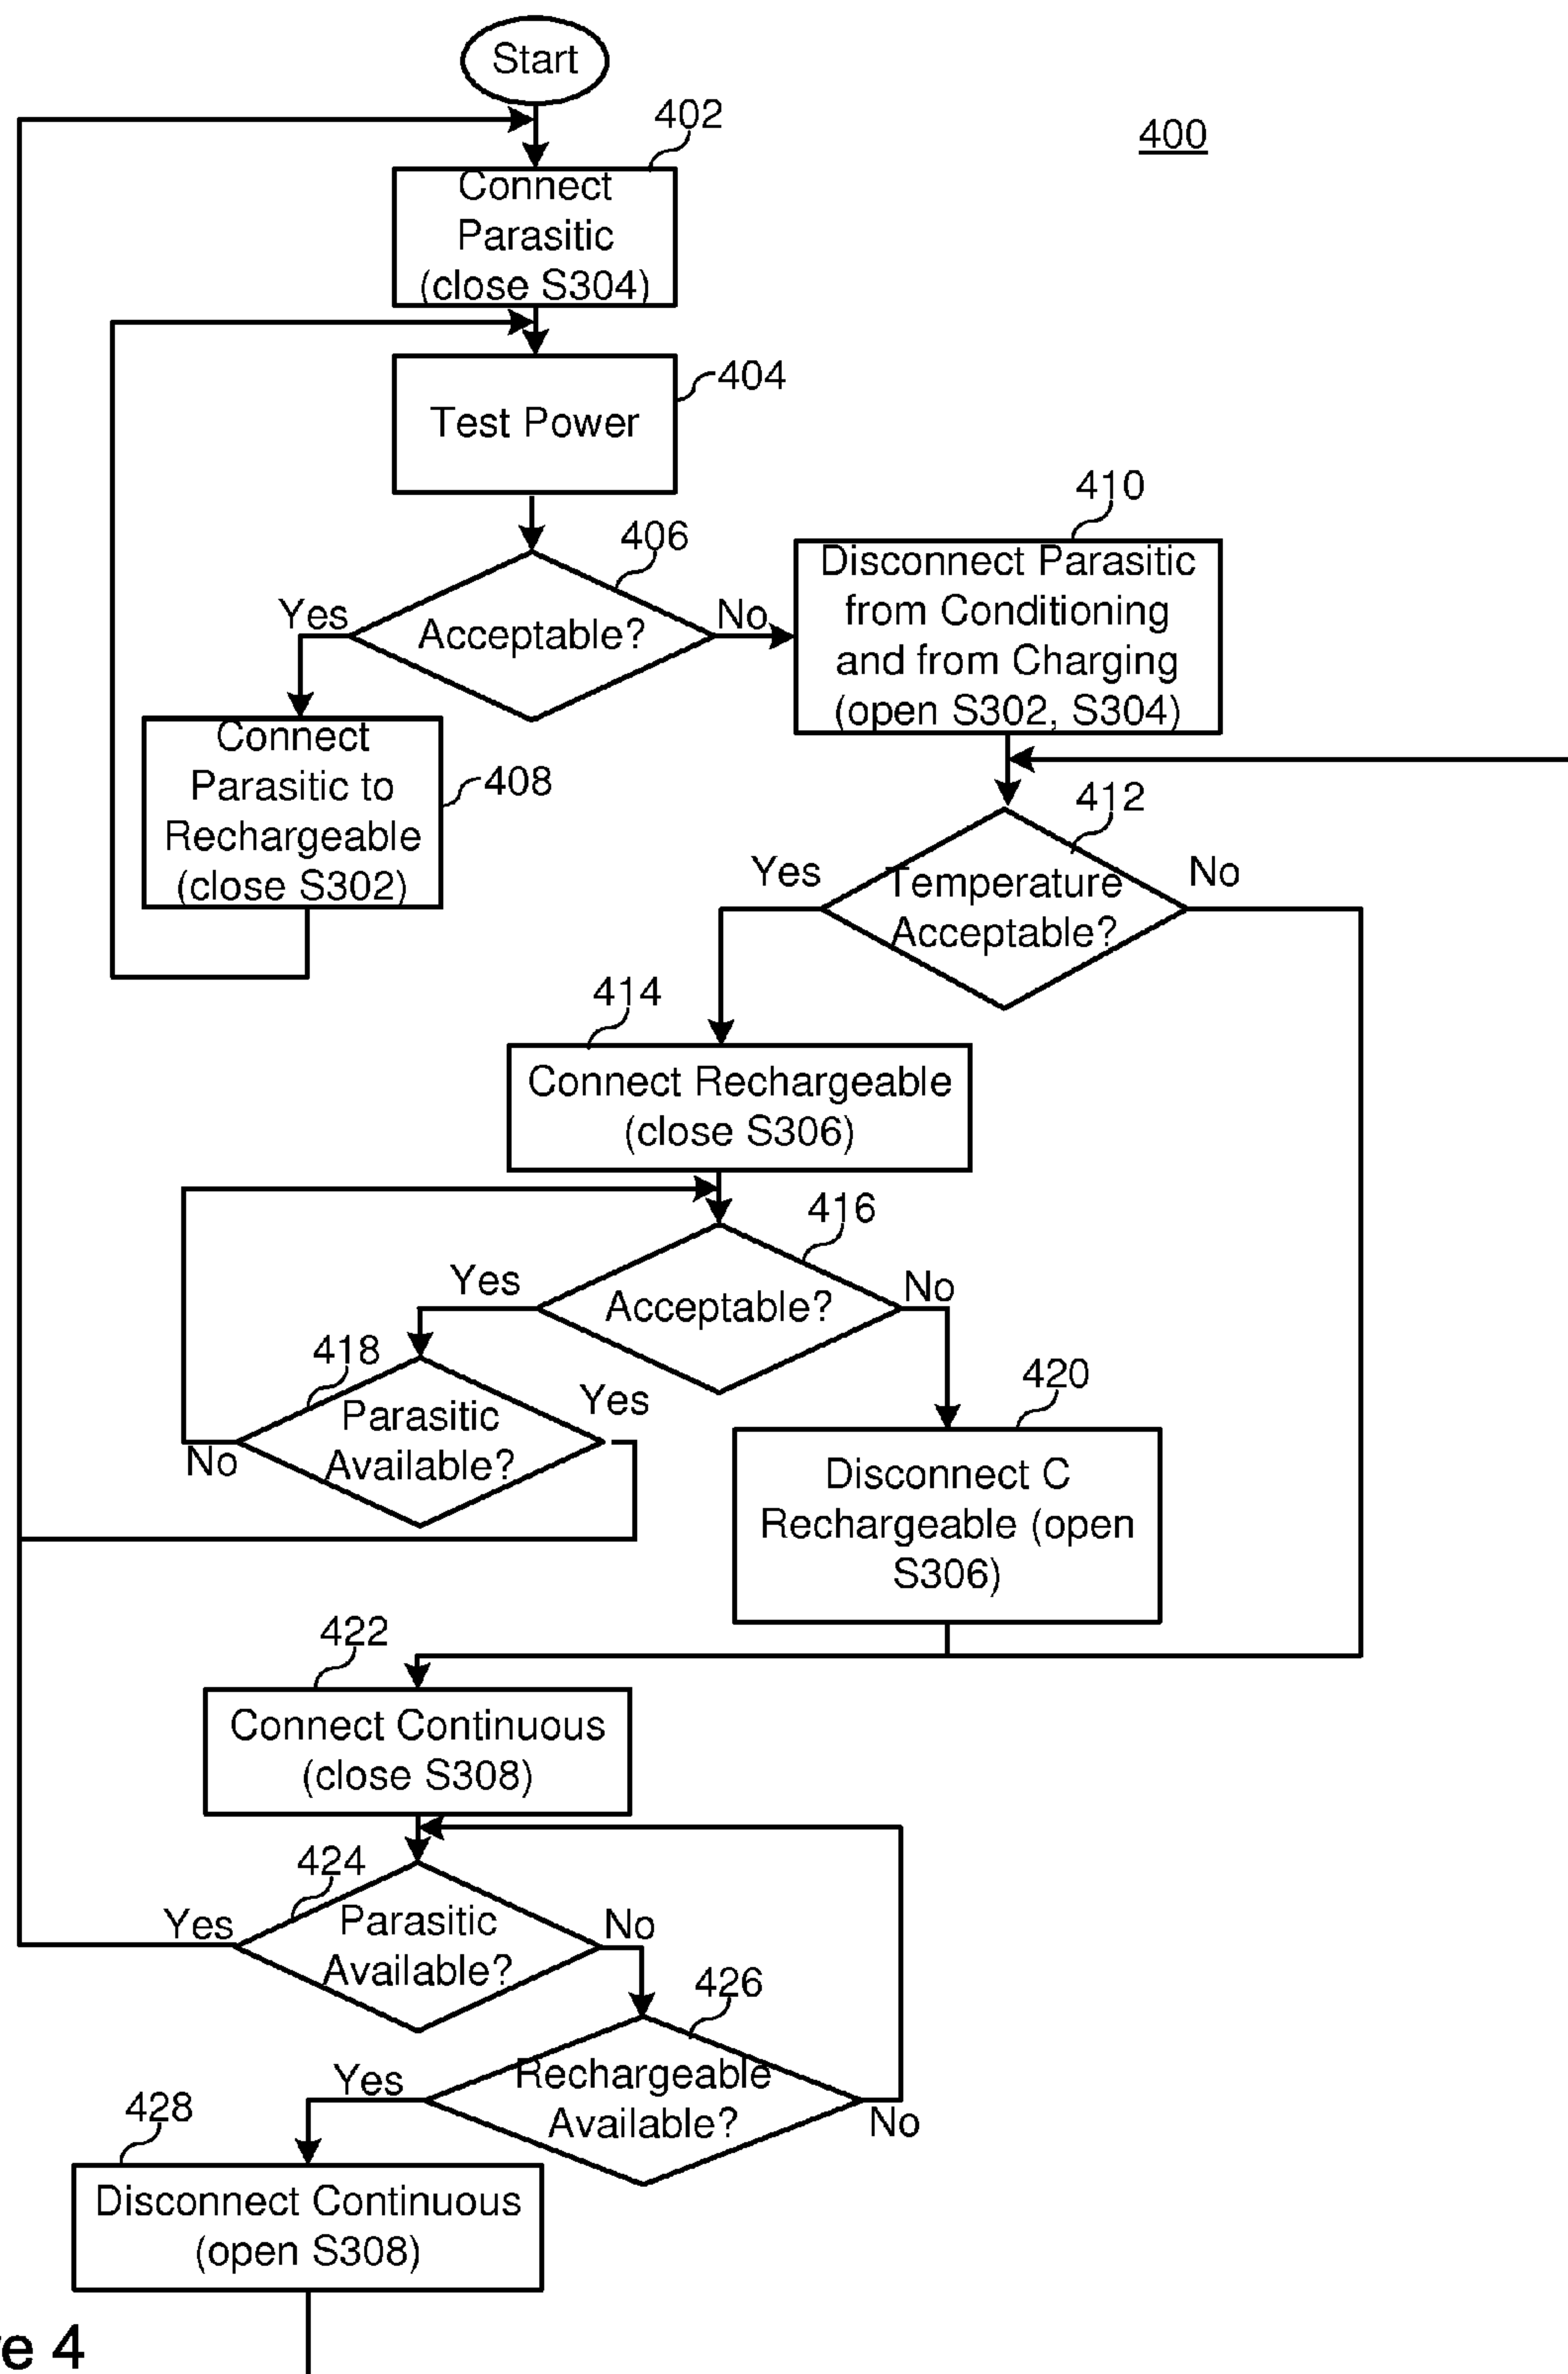 Start
402
400
Connect
Parasitic
(close S304)
404
Test Power
406
Acceptable?
Yes
No
410
Disconnect Parasitic
from Conditioning
and from Charging
(open S302, S304)
Connect
Parasitic to
Rechargeable
(close S302)
408
412
Temperature
Acceptable?
Yes
No
414
Connect Rechargeable
(close S306)
416
Acceptable?
Yes
No
418
Parasitic
Available?
Yes
No
420
Disconnect C
Rechargeable (open
S306)
422
Connect Continuous
(close S308)
424
Parasitic
Available?
Yes
No
426
Rechargeable
Available?
Yes
No
428
Disconnect Continuous
(open S308)
e 4